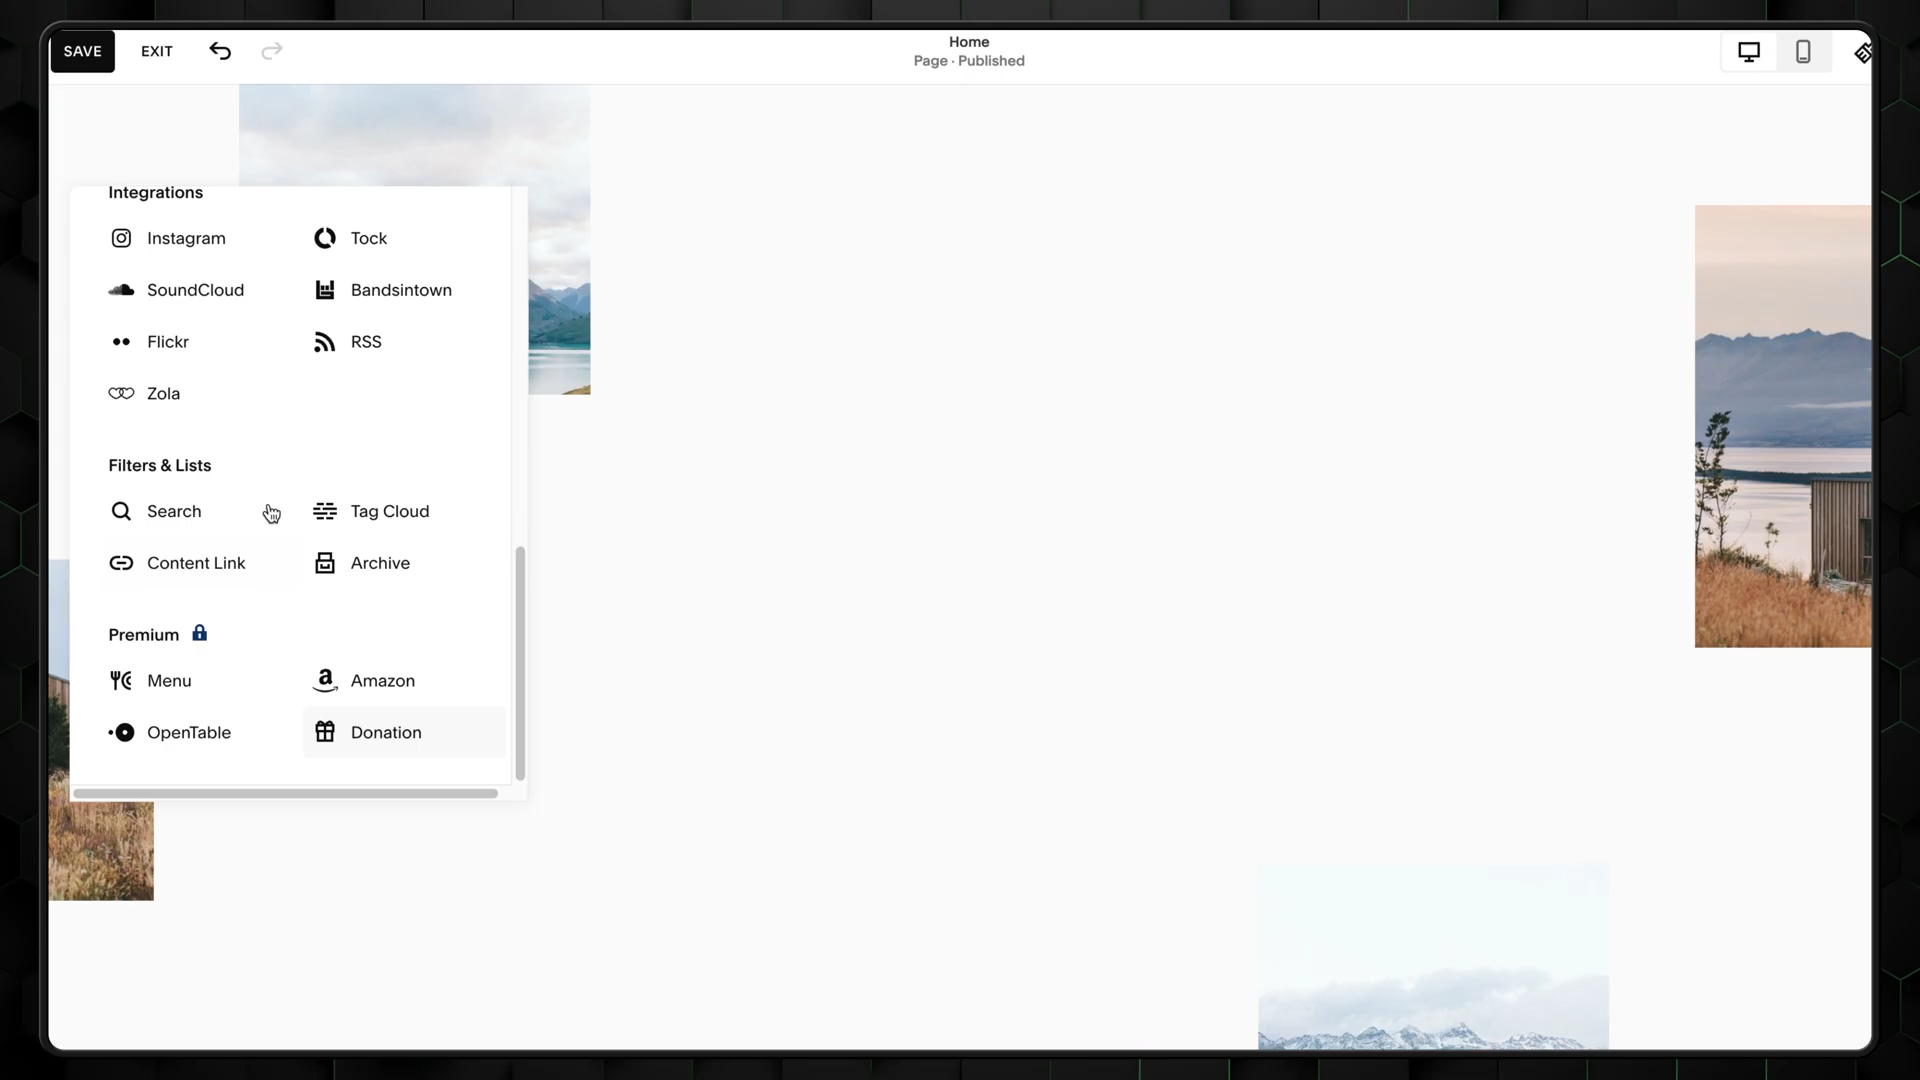 SAVE
EXIT
Home
Page · Published
Integrations
Instagram
Tock
SoundCloud
Bandsintown
Flickr
RSS
Zola
Filters & Lists
Search
Tag Cloud
Content Link
Archive
Premium
Menu
Amazon
OpenTable
Donation